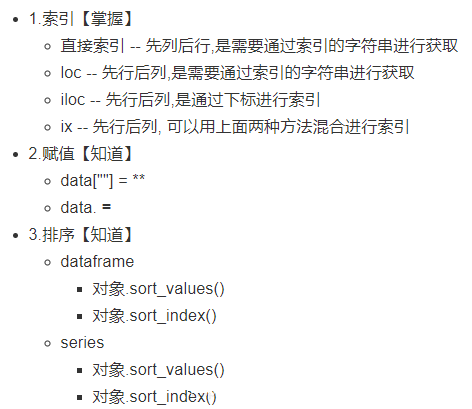 1.索引【掌握】
直接索引 -- 先列后行,是需要通过索引的字符串进行获取
loc -- 先行后列,是需要通过索引的字符串进行获取
iloc -- 先行后列,是通过下标进行索引
ix -- 先行后列, 可以用上面两种方法混合进行索引
2.赋值【知道】
data[""] = **
data. =
3.排序【知道】
dataframe
对象.sort_values()
对象.sort_index()
series
对象.sort_values()
对象.sort_index()